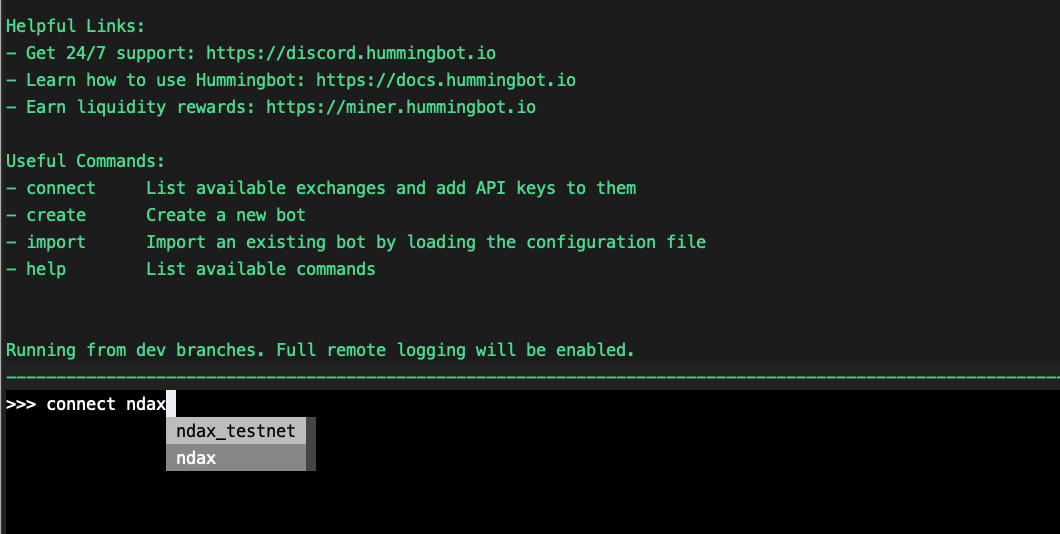 Helpful Links:
- Get 24/7 support: https://discord.hummingbot.io
- Learn how to use Hummingbot: https://docs.hummingbot.io
- Earn liquidity rewards: https://miner.hummingbot.io
Useful Commands:
- connect     List available exchanges and add API keys to them
- create      Create a new bot
- import      Import an existing bot by loading the configuration file
- help        List available commands
Running from dev branches. Full remote logging will be enabled.
>>> connect ndax
ndax_testnet
ndax